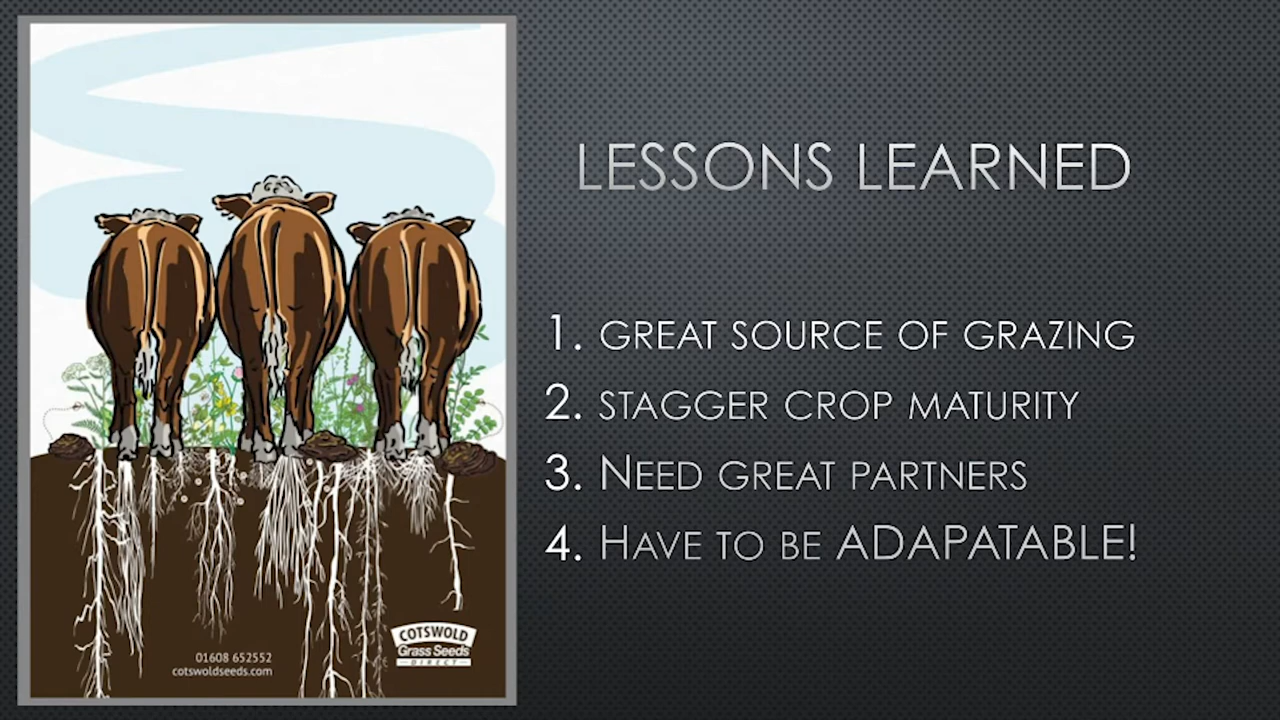 LESSONS LEARNED
1. GREAT SOURCE OF GRAZING
2. STAGGER CROP MATURITY
3. NEED GREAT PARTNERS
4. HAVE TO BE ADAPATABLE!
01608 652552
cotswoldseeds.com
COTSWOLD
Grass Seeds
DIRECT